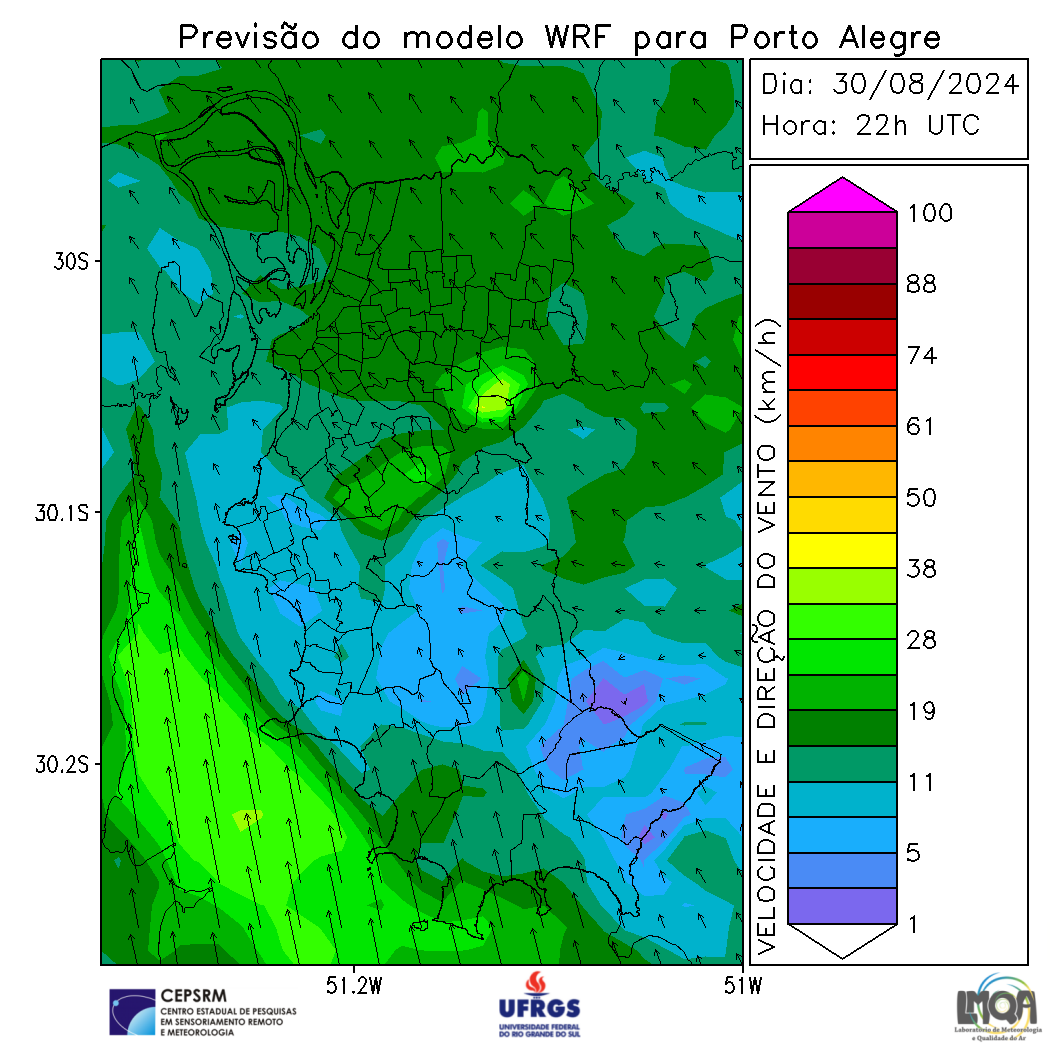 Previsão do modelo WRF para Porto Alegre
Dia: 30/08/2024
Hora: 22h UTC
30S
30.1S
30.2S
51.2W
51W
VELOCIDADE E DIREÇÃO DO VENTO (km/h)
100
88
74
61
50
38
28
19
11
5
1
CEPSRM
CENTRO ESTADUAL DE PESQUISAS
EM SENSORIAMENTO REMOTO
E METEOROLOGIA
UFRGS
UNIVERSIDADE FEDERAL
DO RIO GRANDE DO SUL
LMQA
Laboratório de Meteorologia
e Qualidade do Ar